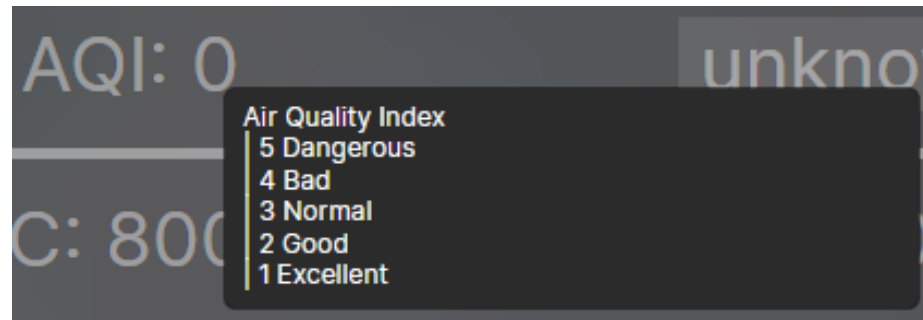 AQI: 0
Air Quality Index
5 Dangerous
4 Bad
3 Normal
2 Good
1 Excellent